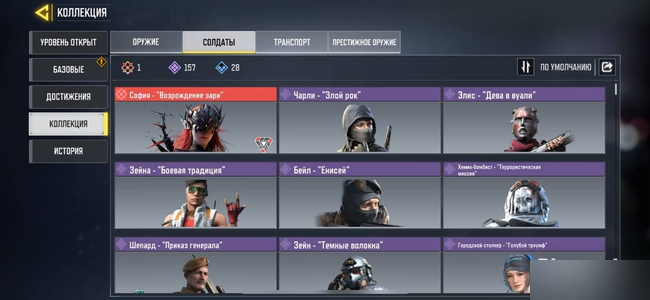 КОЛЛЕКЦИЯ
УРОВЕНЬ ОТКРЫТ
БАЗОВЫЕ
ДОСТИЖЕНИЯ
КОЛЛЕКЦИЯ
ИСТОРИЯ
ОРУЖИЕ
СОЛДАТЫ
ТРАНСПОРТ
ПРЕСТИЖНОЕ ОРУЖИЕ
1
157
28
ПО УМОЛЧАНИЮ
София - "Возрождение зари"
Чарли - "Злой рок"
Элис - "Дева в вуали"
Зейна - "Боевая традиция"
Бейл - "Енисей"
Химик-бомбист - "Террористическая
миссия"
Шепард - "Приказ генерала"
Зейн - "Темные волокна"
Городской сталкер - "Голубой триумф"